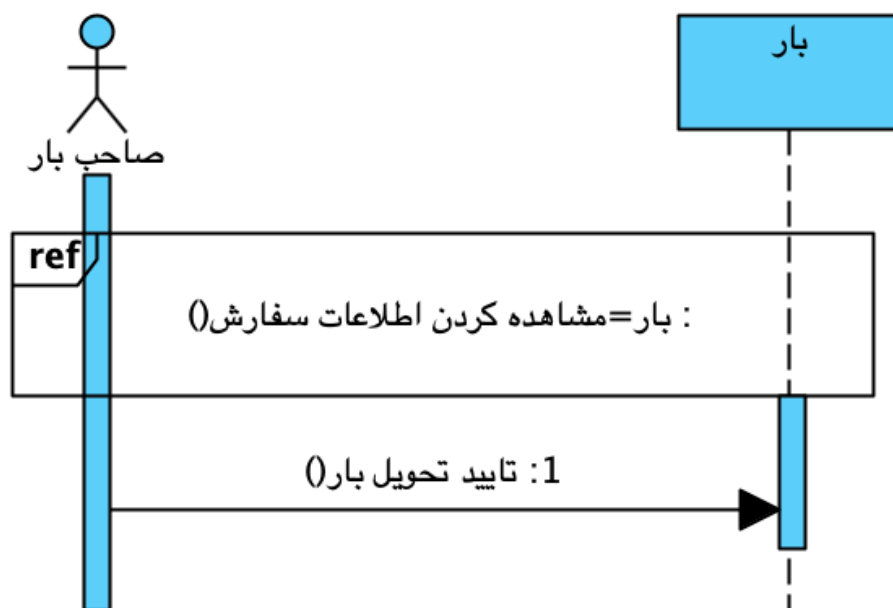 بار
صاحب بار
ref
: بار=مشاهده کردن اطلاعات سفارش()
1: تایید تحویل بار()